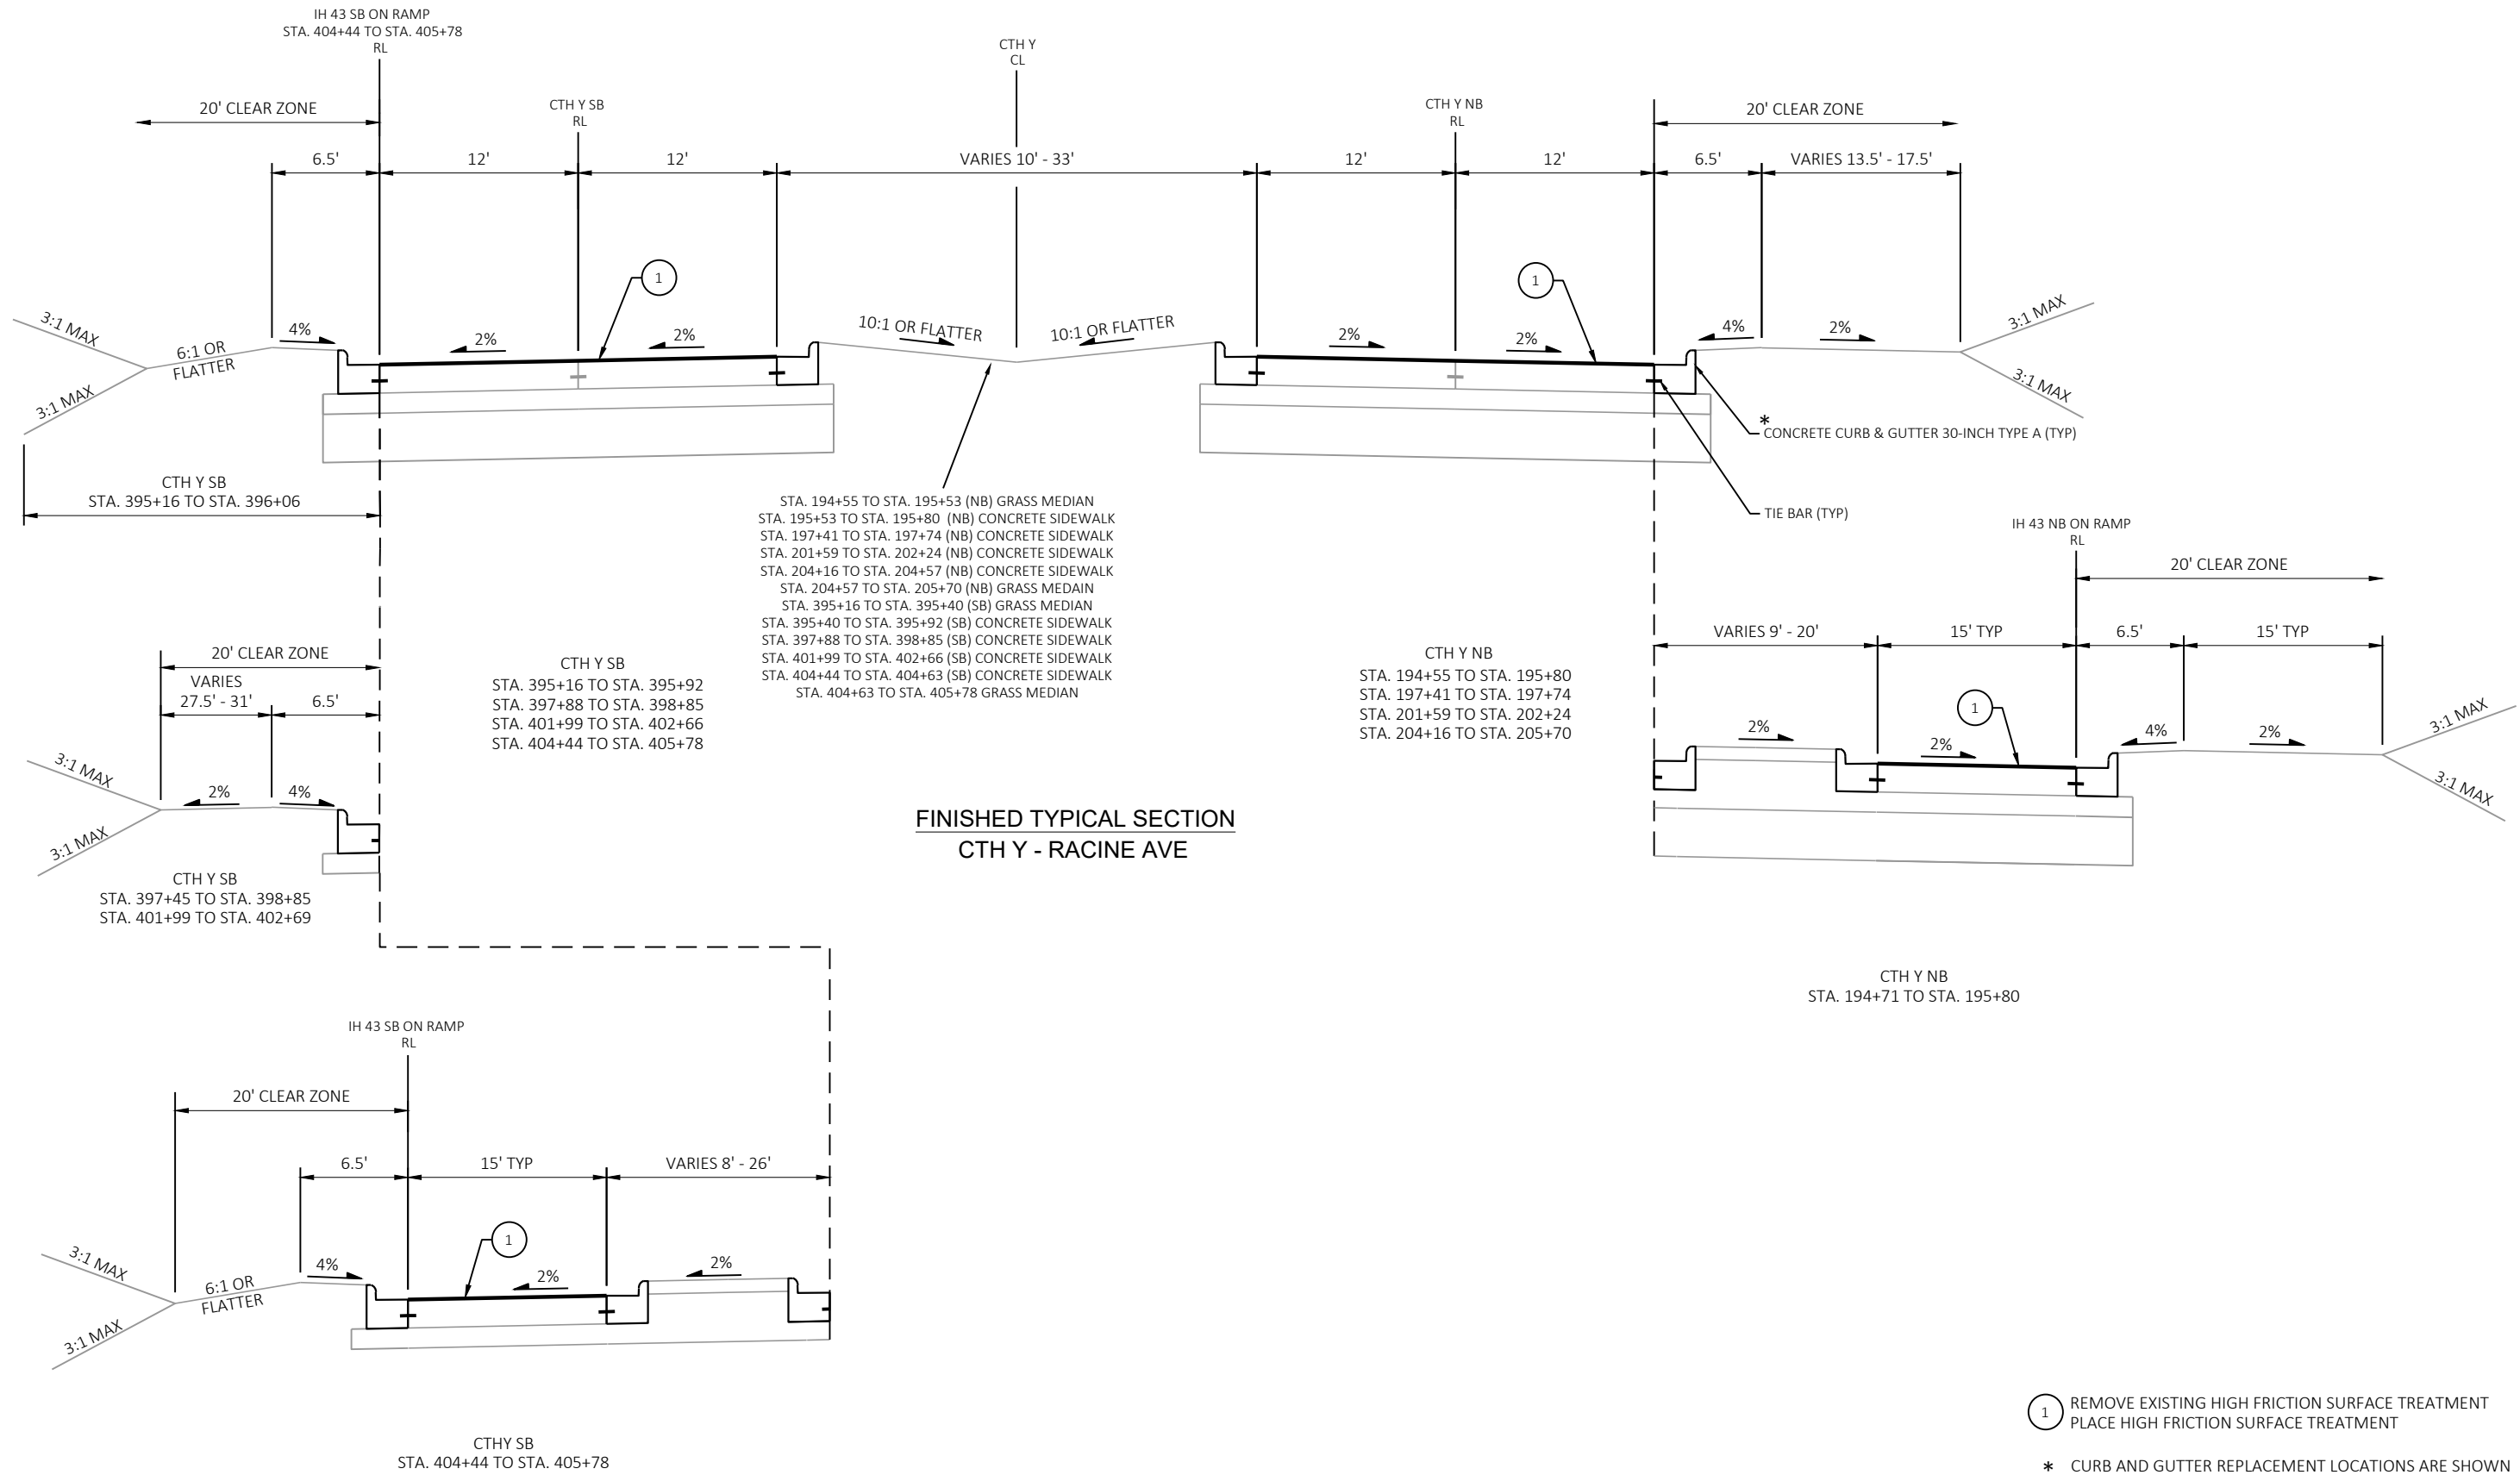 IH 43 SB ON RAMP
STA. 404+44 TO STA. 405+78
RL
CTH Y
CL
20' CLEAR ZONE
CTH Y SB
RL
CTH Y NB
RL
20' CLEAR ZONE
6.5'
12'
12'
VARIES 10' - 33'
12'
12'
6.5'
VARIES 13.5' - 17.5'
1
1
3:1 MAX
6:1 OR
FLATTER
3:1 MAX
4%
2%
2%
10:1 OR FLATTER
10:1 OR FLATTER
2%
2%
4%
2%
3:1 MAX
3:1 MAX
*
CONCRETE CURB & GUTTER 30-INCH TYPE A (TYP)
TIE BAR (TYP)
CTH Y SB
STA. 395+16 TO STA. 396+06
STA. 194+55 TO STA. 195+53 (NB) GRASS MEDIAN
STA. 195+53 TO STA. 195+80 (NB) CONCRETE SIDEWALK
STA. 197+41 TO STA. 197+74 (NB) CONCRETE SIDEWALK
STA. 201+59 TO STA. 202+24 (NB) CONCRETE SIDEWALK
STA. 204+16 TO STA. 204+57 (NB) CONCRETE SIDEWALK
STA. 204+57 TO STA. 205+70 (NB) GRASS MEDAIN
STA. 395+16 TO STA. 395+40 (SB) GRASS MEDIAN
STA. 395+40 TO STA. 395+92 (SB) CONCRETE SIDEWALK
STA. 397+88 TO STA. 398+85 (SB) CONCRETE SIDEWALK
STA. 401+99 TO STA. 402+66 (SB) CONCRETE SIDEWALK
STA. 404+44 TO STA. 404+63 (SB) CONCRETE SIDEWALK
STA. 404+63 TO STA. 405+78 GRASS MEDIAN
IH 43 NB ON RAMP
RL
20' CLEAR ZONE
VARIES 9' - 20'
15' TYP
6.5'
15' TYP
1
2%
2%
4%
2%
3:1 MAX
3:1 MAX
20' CLEAR ZONE
VARIES
27.5' - 31'
6.5'
3:1 MAX
2%
4%
3:1 MAX
CTH Y SB
STA. 397+45 TO STA. 398+85
STA. 401+99 TO STA. 402+69
CTH Y SB
STA. 395+16 TO STA. 395+92
STA. 397+88 TO STA. 398+85
STA. 401+99 TO STA. 402+66
STA. 404+44 TO STA. 405+78
CTH Y NB
STA. 194+55 TO STA. 195+80
STA. 197+41 TO STA. 197+74
STA. 201+59 TO STA. 202+24
STA. 204+16 TO STA. 205+70
FINISHED TYPICAL SECTION
CTH Y - RACINE AVE
CTH Y NB
STA. 194+71 TO STA. 195+80
IH 43 SB ON RAMP
RL
20' CLEAR ZONE
6.5'
15' TYP
VARIES 8' - 26'
1
3:1 MAX
6:1 OR
FLATTER
3:1 MAX
4%
2%
2%
CTHY SB
STA. 404+44 TO STA. 405+78
1 REMOVE EXISTING HIGH FRICTION SURFACE TREATMENT
PLACE HIGH FRICTION SURFACE TREATMENT
* CURB AND GUTTER REPLACEMENT LOCATIONS ARE SHOWN